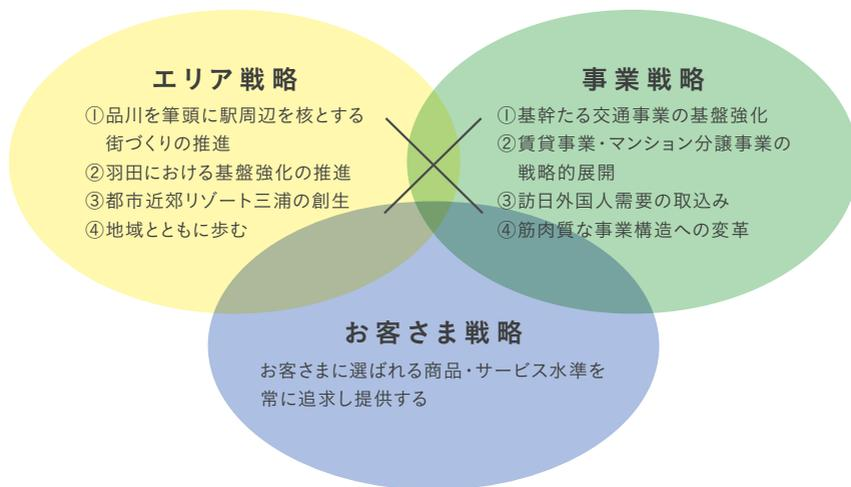 エリア戦略
①品川を筆頭に駅周辺を核とする
街づくりの推進
②羽田における基盤強化の推進
③都市近郊リゾート三浦の創生
④地域とともに歩む
事業戦略
①基幹たる交通事業の基盤強化
②賃貸事業・マンション分譲事業の
戦略的展開
③訪日外国人需要の取込み
④筋肉質な事業構造への変革
お客さま戦略
お客さまに選ばれる商品・サービス水準を
常に追求し提供する